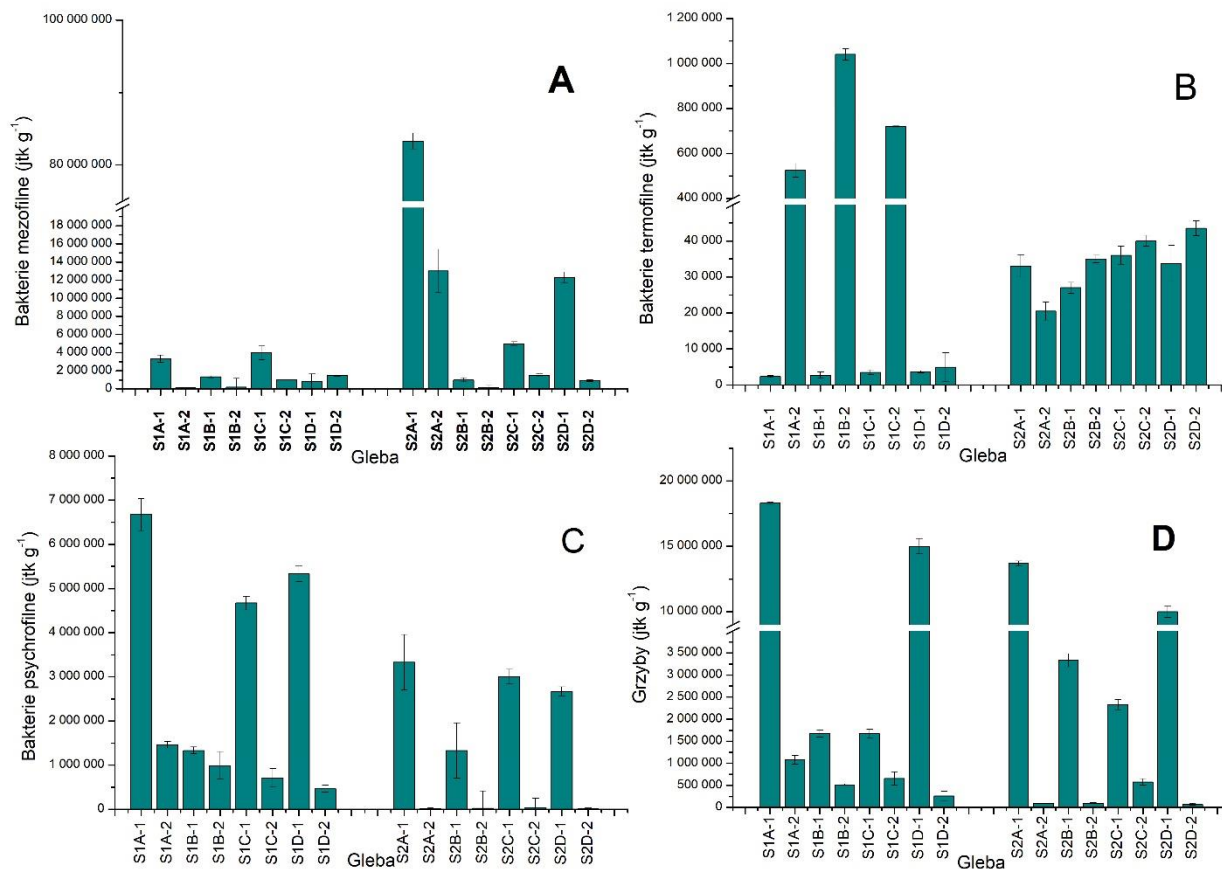 A
Bakterie mezofilne (jtk g⁻¹)
100 000 000
80 000 000
18 000 000
16 000 000
14 000 000
12 000 000
10 000 000
8 000 000
6 000 000
4 000 000
2 000 000
0
S1A-1 S1A-2 S1B-1 S1B-2 S1C-1 S1C-2 S1D-1 S1D-2 S2A-1 S2A-2 S2B-1 S2B-2 S2C-1 S2C-2 S2D-1 S2D-2
Gleba
B
Bakterie termofilne (jtk g⁻¹)
1 200 000
1 000 000
800 000
600 000
400 000
40 000
30 000
20 000
10 000
0
S1A-1 S1A-2 S1B-1 S1B-2 S1C-1 S1C-2 S1D-1 S1D-2 S2A-1 S2A-2 S2B-1 S2B-2 S2C-1 S2C-2 S2D-1 S2D-2
Gleba
C
Bakterie psychrofilne (jtk g⁻¹)
8 000 000
7 000 000
6 000 000
5 000 000
4 000 000
3 000 000
2 000 000
1 000 000
0
S1A-1 S1A-2 S1B-1 S1B-2 S1C-1 S1C-2 S1D-1 S1D-2 S2A-1 S2A-2 S2B-1 S2B-2 S2C-1 S2C-2 S2D-1 S2D-2
Gleba
D
Grzyby (jtk g⁻¹)
20 000 000
15 000 000
10 000 000
3 500 000
3 000 000
2 500 000
2 000 000
1 500 000
1 000 000
500 000
0
S1A-1 S1A-2 S1B-1 S1B-2 S1C-1 S1C-2 S1D-1 S1D-2 S2A-1 S2A-2 S2B-1 S2B-2 S2C-1 S2C-2 S2D-1 S2D-2
Gleba